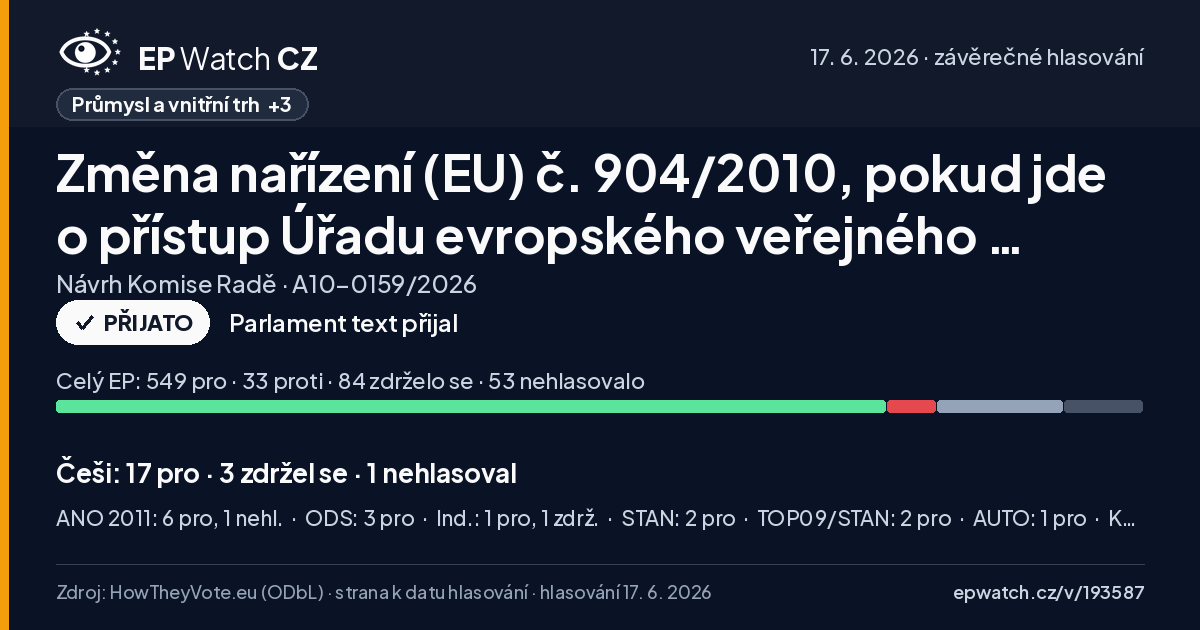 EP Watch CZ
17. 6. 2026 · závěrečné hlasování
Průmysl a vnitřní trh +3
Změna nařízení (EU) č. 904/2010, pokud jde
o přístup Úřadu evropského veřejného ...
Návrh Komise Radě · A10–0159/2026
✓ PŘIJATO Parlament text přijal
Celý EP: 549 pro · 33 proti · 84 zdrželo se · 53 nehlasovalo
Češi: 17 pro · 3 zdržel se · 1 nehlasoval
ANO 2011: 6 pro, 1 nehl. · ODS: 3 pro · Ind.: 1 pro, 1 zdrž. · STAN: 2 pro · TOP09/STAN: 2 pro · AUTO: 1 pro · K...
Zdroj: HowTheyVote.eu (ODbL) · strana k datu hlasování · hlasování 17. 6. 2026
epwatch.cz/v/193587